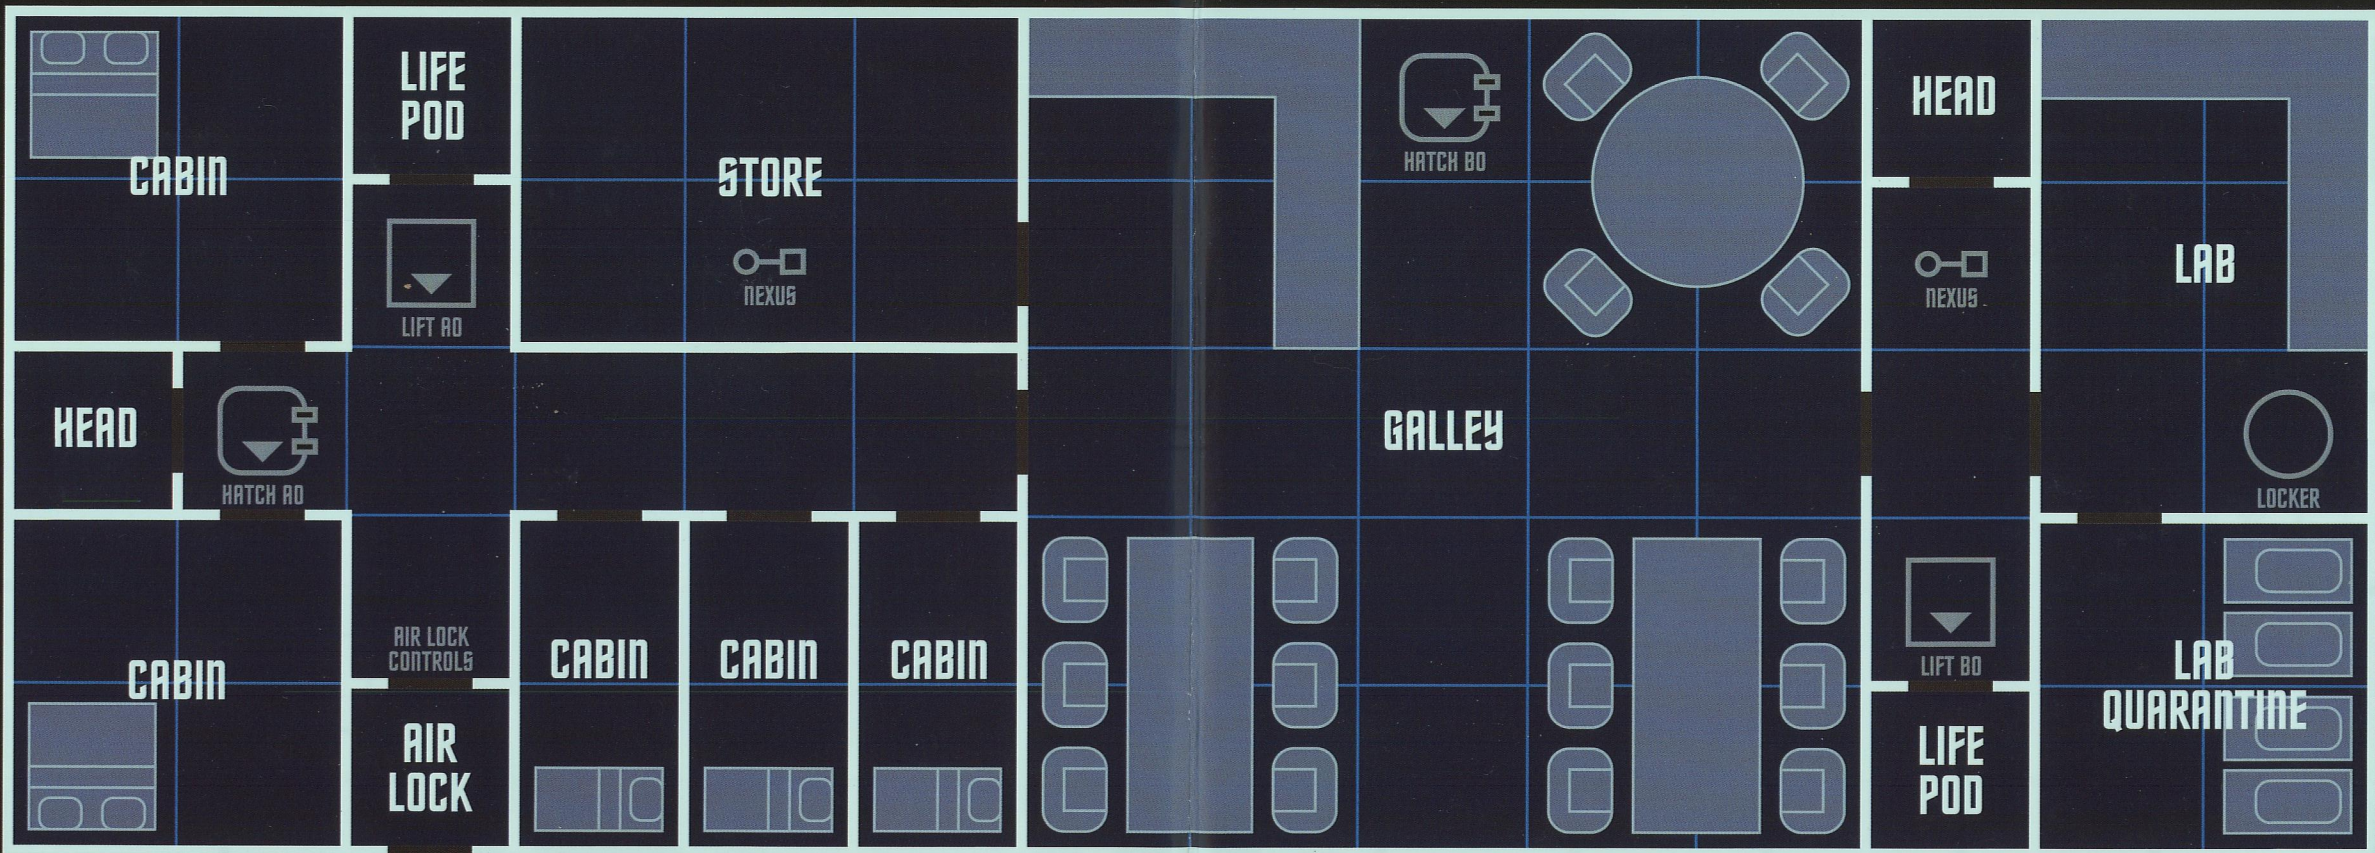 LIFE
POD
HEAD
CABIN
STORE
HATCH B0
NEXUS
NEXUS
LAB
LIFT A0
HEAD
HATCH A0
GALLEY
LOCKER
AIR LOCK
CONTROLS
CABIN
CABIN
CABIN
CABIN
LIFT B0
LAB
QUARANTINE
AIR
LOCK
LIFE
POD